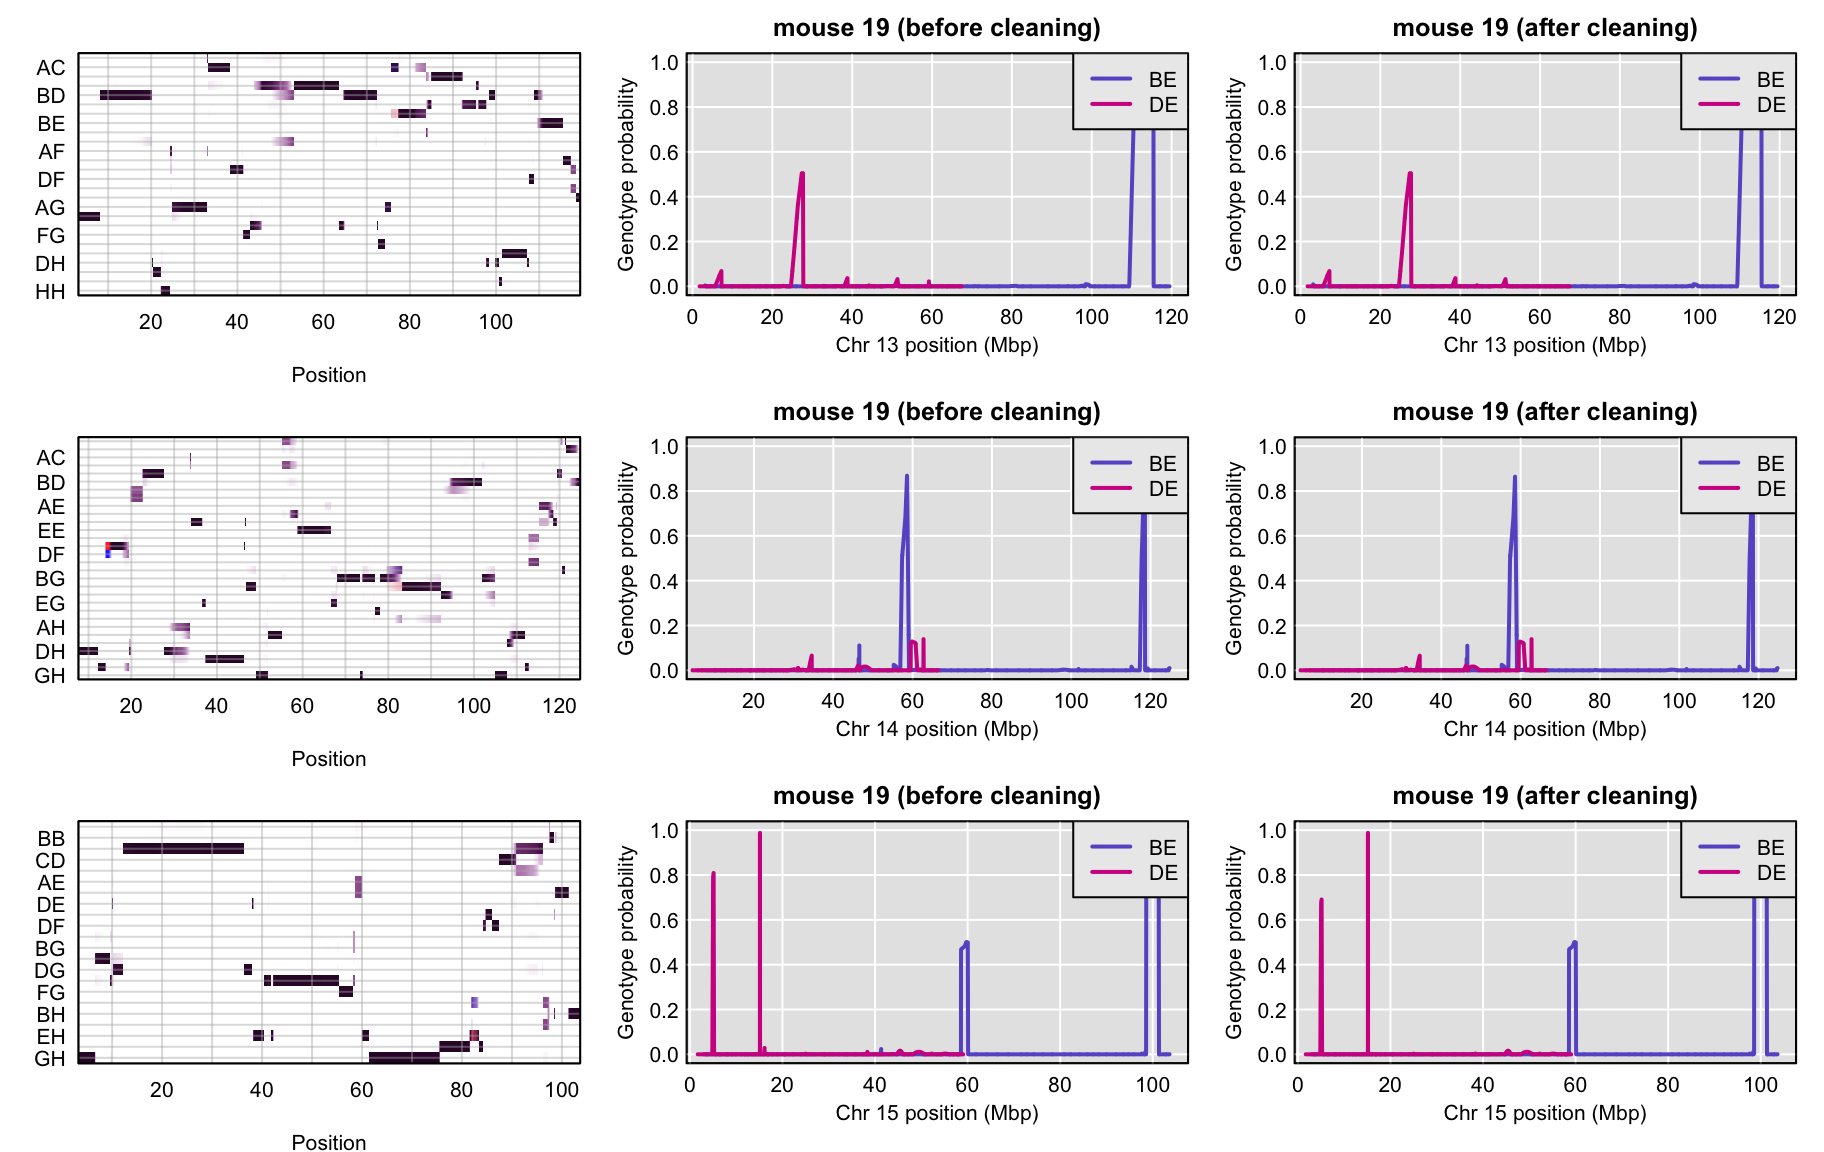 AC
BD
BE
AF
DF
AG
FG
DH
HH
20 40 60 80 100
Position
mouse 19 (before cleaning)
Genotype probability
1.0
0.8
0.6
0.4
0.2
0.0
BE
DE
0 20 40 60 80 100 120
Chr 13 position (Mbp)
mouse 19 (after cleaning)
Genotype probability
1.0
0.8
0.6
0.4
0.2
0.0
BE
DE
0 20 40 60 80 100 120
Chr 13 position (Mbp)
AC
BD
AE
EE
DF
BG
EG
AH
DH
GH
20 40 60 80 100 120
Position
mouse 19 (before cleaning)
Genotype probability
1.0
0.8
0.6
0.4
0.2
0.0
BE
DE
20 40 60 80 100 120
Chr 14 position (Mbp)
mouse 19 (after cleaning)
Genotype probability
1.0
0.8
0.6
0.4
0.2
0.0
BE
DE
20 40 60 80 100 120
Chr 14 position (Mbp)
BB
CD
AE
DE
DF
BG
DG
FG
BH
EH
GH
20 40 60 80 100
Position
mouse 19 (before cleaning)
Genotype probability
1.0
0.8
0.6
0.4
0.2
0.0
BE
DE
0 20 40 60 80 100
Chr 15 position (Mbp)
mouse 19 (after cleaning)
Genotype probability
1.0
0.8
0.6
0.4
0.2
0.0
BE
DE
0 20 40 60 80 100
Chr 15 position (Mbp)